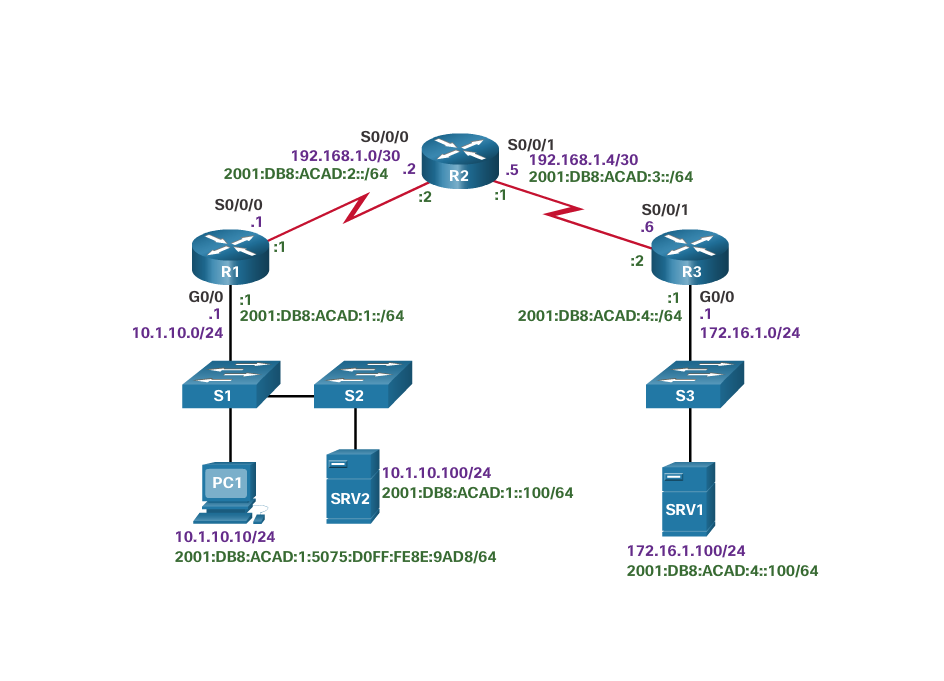 S0/0/0
192.168.1.0/30
2001:DB8:ACAD:2::/64
.2
:2
R2
S0/0/1
.5
192.168.1.4/30
2001:DB8:ACAD:3::/64
:1
S0/0/0
.1
:1
R1
S0/0/1
.6
:2
R3
G0/0
.1
10.1.10.0/24
:1
2001:DB8:ACAD:1::/64
:1
2001:DB8:ACAD:4::/64
G0/0
.1
172.16.1.0/24
S1
S2
S3
PC1
10.1.10.10/24
2001:DB8:ACAD:1:5075:D0FF:FE8E:9AD8/64
SRV2
10.1.10.100/24
2001:DB8:ACAD:1::100/64
SRV1
172.16.1.100/24
2001:DB8:ACAD:4::100/64